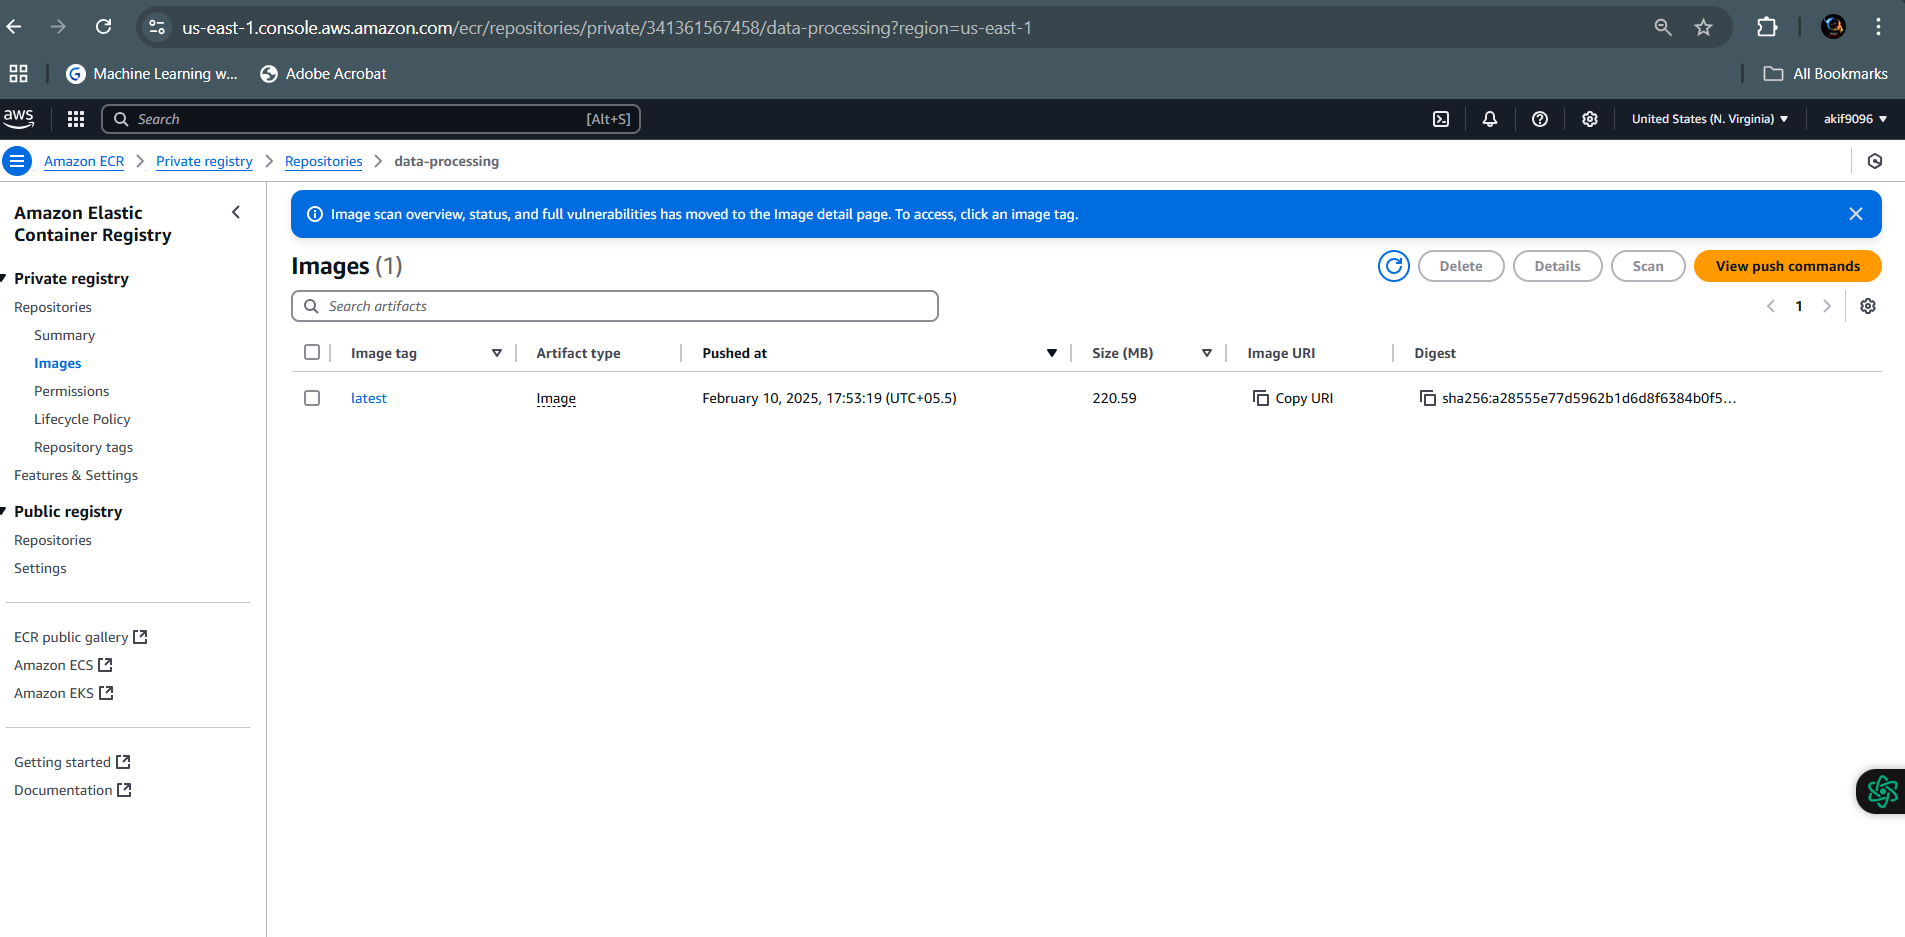 us-east-1.console.aws.amazon.com/ecr/repositories/private/341361567458/data-processing?region=us-east-1
Machine Learning w...
Adobe Acrobat
All Bookmarks
aws
Search
[Alt+S]
United States (N. Virginia)
akif9096
Amazon ECR
Private registry
Repositories
data-processing
Amazon Elastic
Container Registry
Private registry
Repositories
Summary
Images
Permissions
Lifecycle Policy
Repository tags
Features & Settings
Public registry
Repositories
Settings
ECR public gallery
Amazon ECS
Amazon EKS
Getting started
Documentation
Image scan overview, status, and full vulnerabilities has moved to the Image detail page. To access, click an image tag.
Images (1)
Delete
Details
Scan
View push commands
Search artifacts
1
Image tag
Artifact type
Pushed at
Size (MB)
Image URI
Digest
latest
Image
February 10, 2025, 17:53:19 (UTC+05.5)
220.59
Copy URI
sha256:a28555e77d5962b1d6d8f6384b0f5...